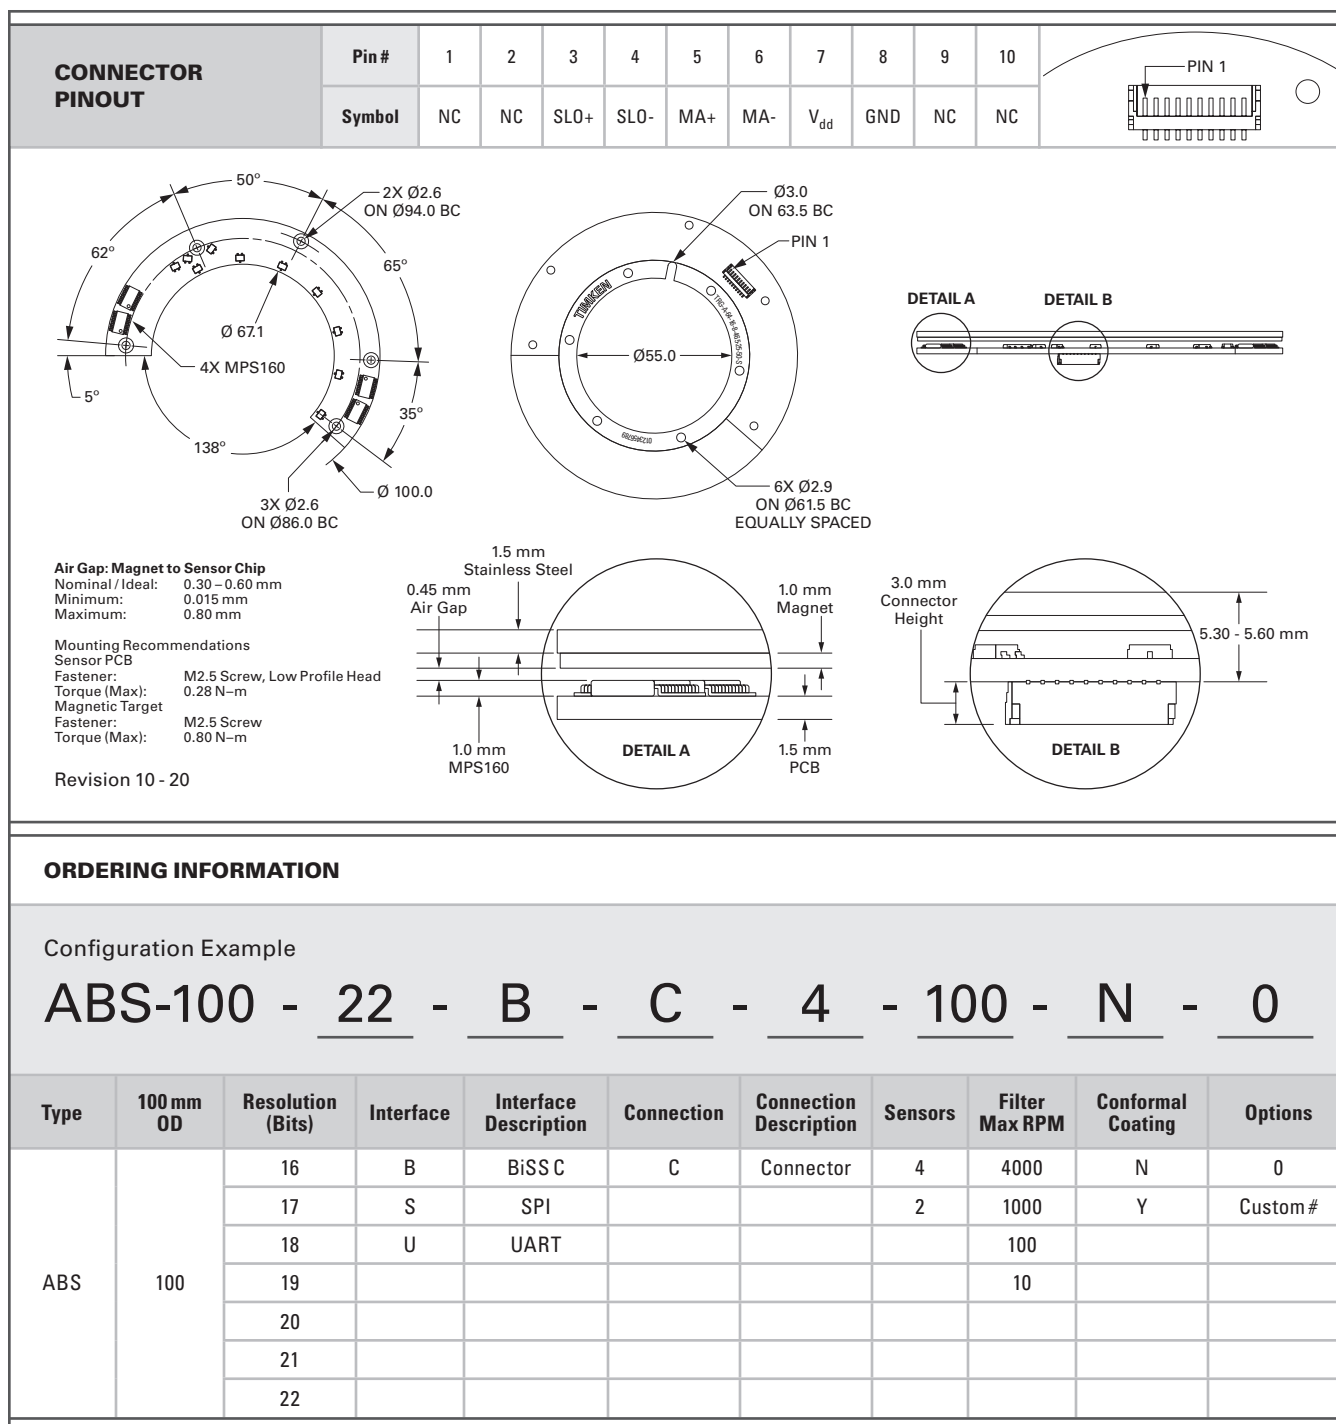 CONNECTOR
PINOUT
Pin # 1 2 3 4 5 6 7 8 9 10
Symbol NC NC SLO+ SLO- MA+ MA- Vdd GND NC NC
PIN 1
50º
2X Ø2.6
ON Ø94.0 BC
62º
65º
Ø 67.1
4X MPS160
5º
35º
138º
Ø 100.0
3X Ø2.6
ON Ø86.0 BC
Ø3.0
ON 63.5 BC
PIN 1
TIMKEN
Ø55.0
0123456789
6X Ø2.9
ON Ø61.5 BC
EQUALLY SPACED
DETAIL A
DETAIL B
Air Gap: Magnet to Sensor Chip
Nominal / Ideal: 0.30 – 0.60 mm
Minimum: 0.015 mm
Maximum: 0.80 mm
Mounting Recommendations
Sensor PCB
Fastener: M2.5 Screw, Low Profile Head
Torque (Max): 0.28 N–m
Magnetic Target
Fastener: M2.5 Screw
Torque (Max): 0.80 N–m
Revision 10 - 20
1.5 mm
Stainless Steel
0.45 mm
Air Gap
1.0 mm
Magnet
1.0 mm
MPS160
DETAIL A
1.5 mm
PCB
3.0 mm
Connector
Height
5.30 - 5.60 mm
DETAIL B
ORDERING INFORMATION
Configuration Example
ABS-100 - 22 - B - C - 4 - 100 - N - 0
Type 100 mm OD Resolution (Bits) Interface Interface Description Connection Connection Description Sensors Filter Max RPM Conformal Coating Options
ABS 100
16 B BiSS C C Connector 4 4000 N 0
17 S SPI 2 1000 Y Custom #
18 U UART 100
19 10
20
21
22